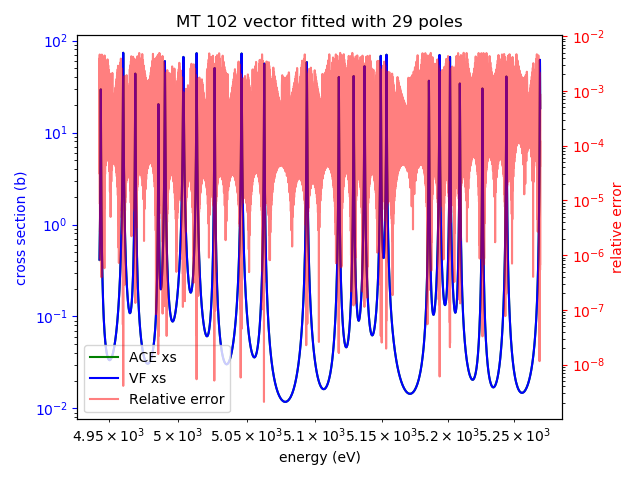 MT 102 vector fitted with 29 poles
10²
10¹
10⁰
10⁻¹
10⁻²
cross section (b)
10⁻²
10⁻³
10⁻⁴
10⁻⁵
10⁻⁶
10⁻⁷
10⁻⁸
relative error
ACE xs
VF xs
Relative error
4.95×10³ 5×10³ 5.05×10³ 5.1×10³ 5.15×10³ 5.2×10³ 5.25×10³
energy (eV)